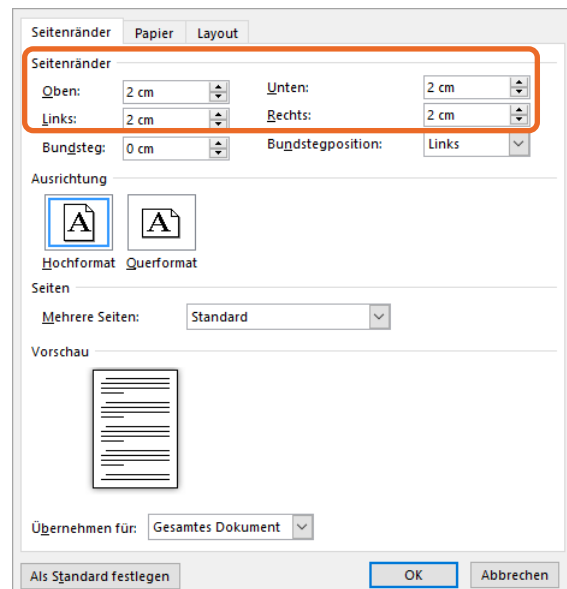 Seitenränder Papier Layout
Seitenränder
Oben: 2 cm Unten: 2 cm
Links: 2 cm Rechts: 2 cm
Bundsteg: 0 cm Bundstegposition: Links
Ausrichtung
A A
Hochformat Querformat
Seiten
Mehrere Seiten: Standard
Vorschau
Übernehmen für: Gesamtes Dokument
Als Standard festlegen OK Abbrechen